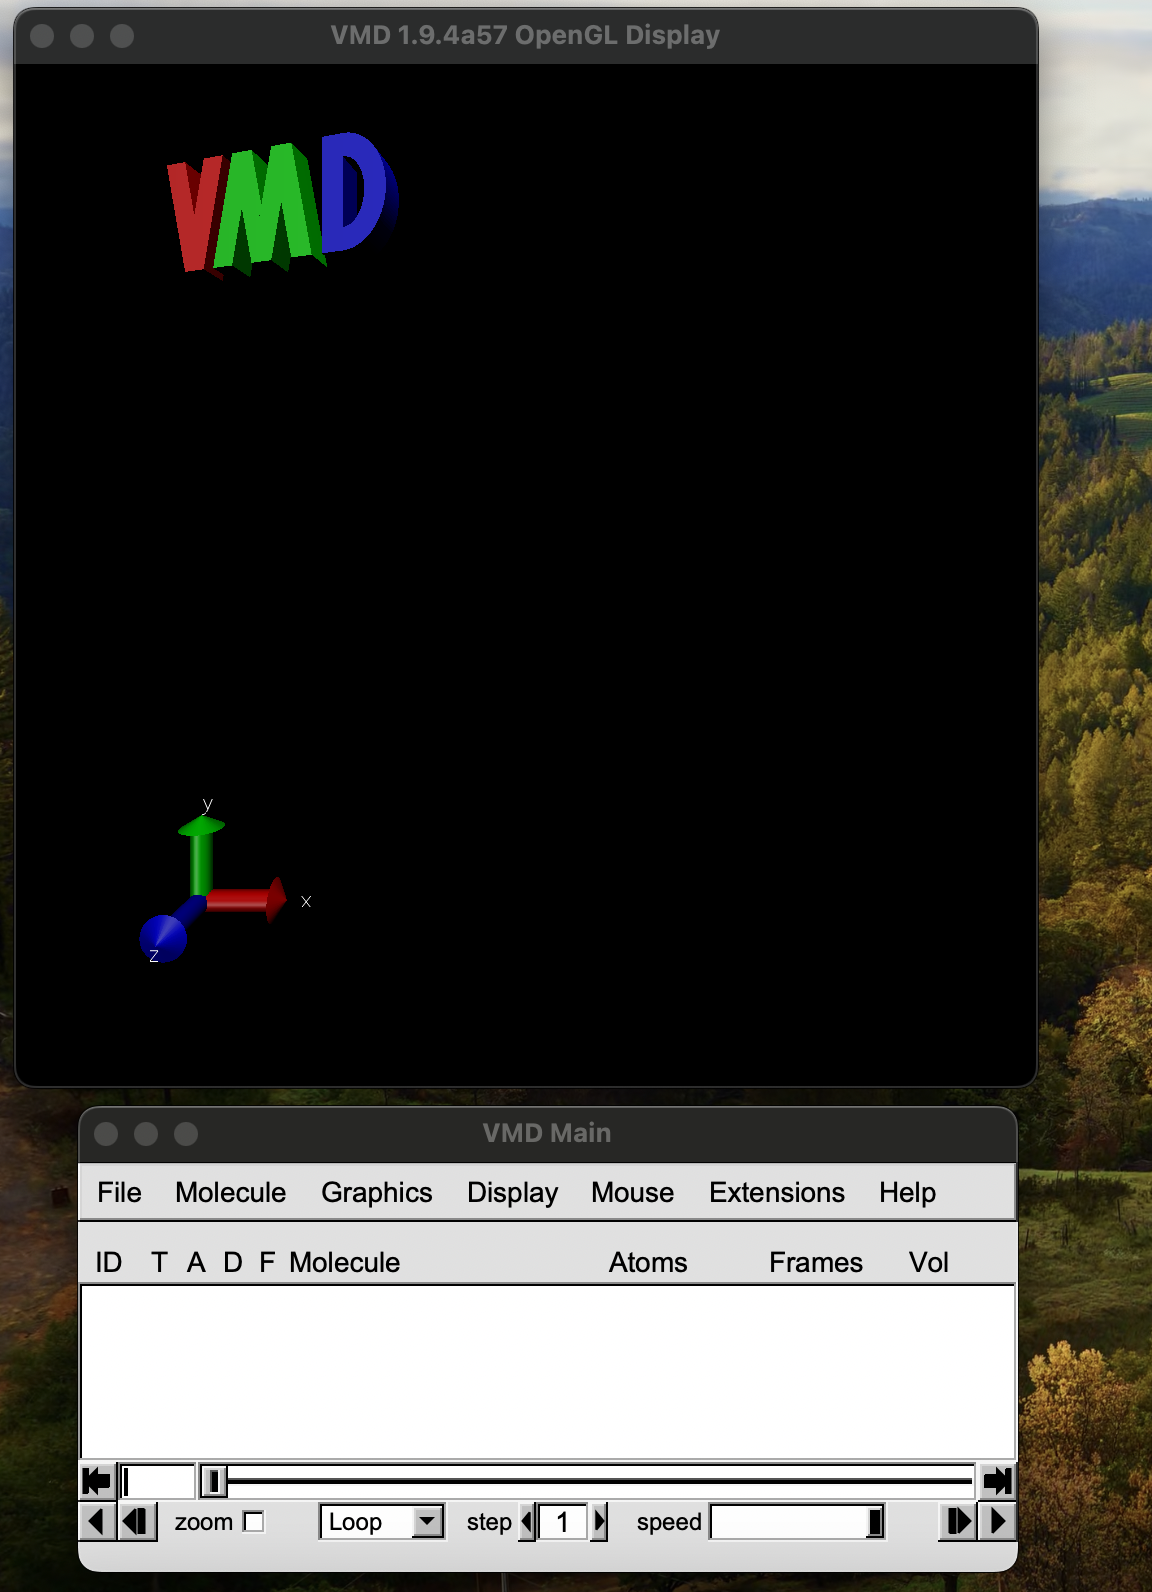 VMD 1.9.4a57 OpenGL Display
VMD
y
x
z
VMD Main
File Molecule Graphics Display Mouse Extensions Help
ID T A D F Molecule Atoms Frames Vol
zoom Loop step 1 speed